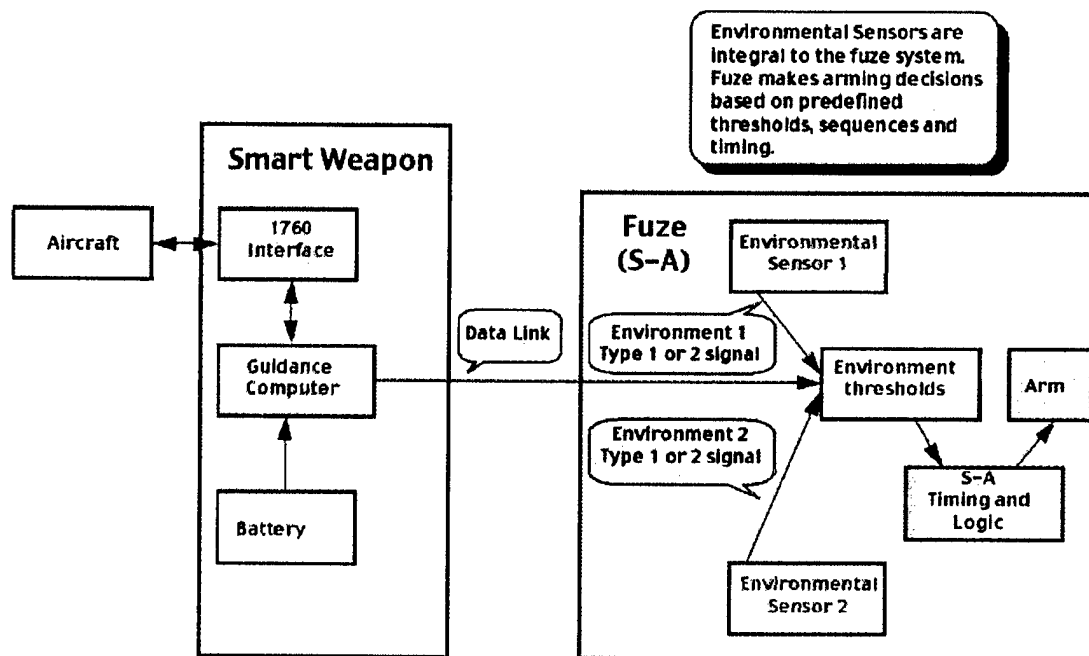 Environmental Sensors are
integral to the fuze system.
Fuze makes arming decisions
based on predefined
thresholds, sequences and
timing.
Smart Weapon
Aircraft
1760
Interface
Guidance
Computer
Battery
Data Link
Fuze
(S-A)
Environmental
Sensor 1
Environment 1
Type 1 or 2 signal
Environment
thresholds
Arm
Environment 2
Type 1 or 2 signal
S-A
Timing and
Logic
Environmental
Sensor 2